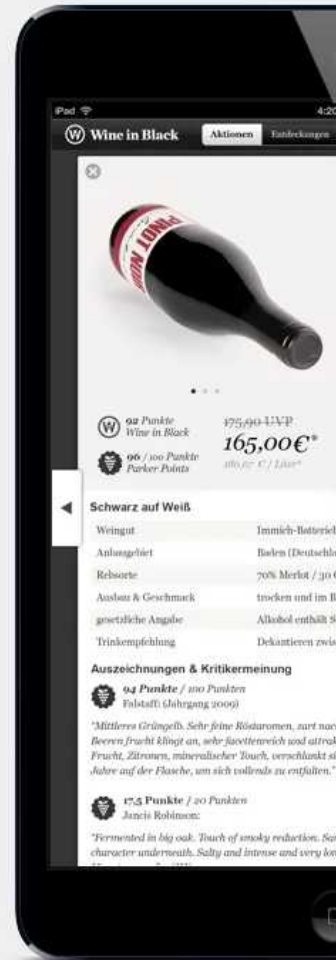 iPad
4:20
W Wine in Black
Aktionen
Entdeckungen
PINOT NOIR
92 Punkte
Wine in Black
96 / 100 Punkte
Parker Points
175,90 UVP
165,00€*
Schwarz auf Weiß
Weingut Immich-Batterieb
Anbaugebiet Baden (Deutschla
Rebsorte 70% Merlot / 30
Ausbau & Geschmack trocken und im B
gesetzliche Angabe Alkohol enthält S
Trinkempfehlung Dekantieren zwis
Auszeichnungen & Kritikermeinung
94 Punkte / 100 Punkten
Falstaff: (Jahrgang 2009)
"Mittleres Grüngelb. Sehr feine Röstaromen, zart nac
Beeren frucht klingt an, sehr facettenreich und attrak
Frucht, Zitronen, mineralischer Touch, verschlankt si
Jahre auf der Flasche, um sich vollends zu entfalten."
17,5 Punkte / 20 Punkten
Jancis Robinson:
"Fermented in big oak. Touch of smoky reduction. Sa
character underneath. Salty and intense and very lon